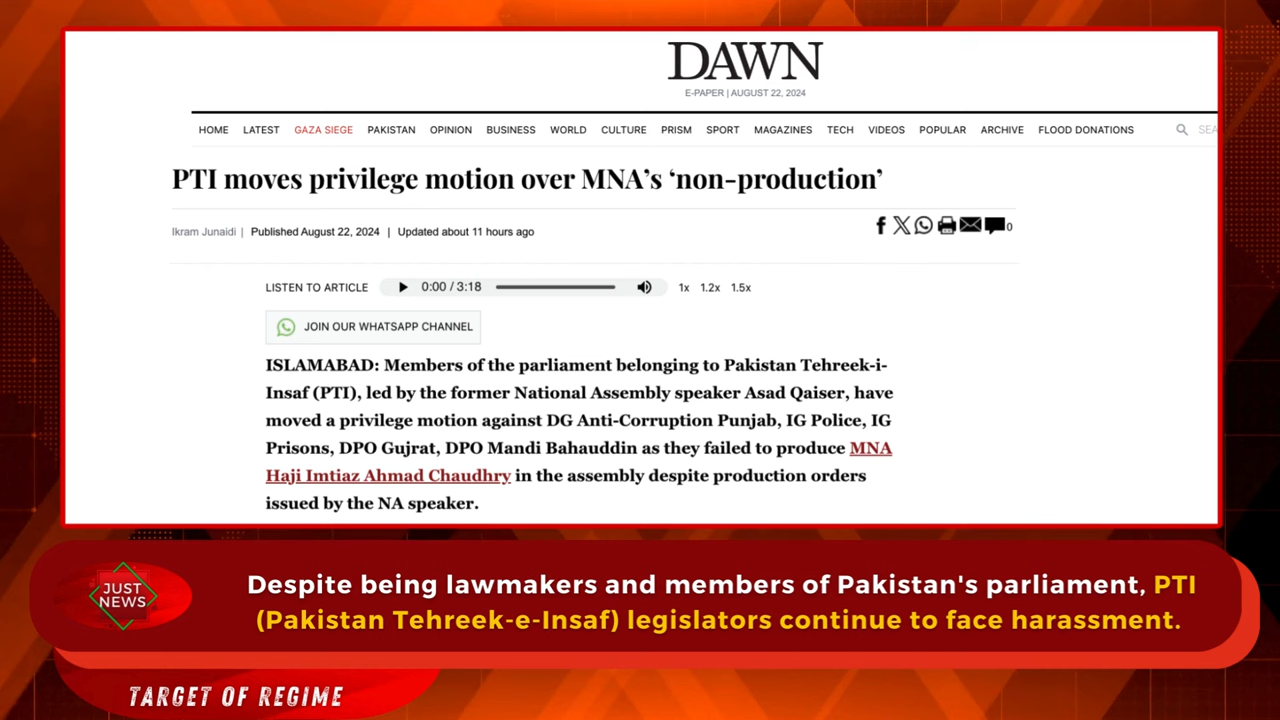 DAWN
E-PAPER | AUGUST 22, 2024
HOME LATEST GAZA SIEGE PAKISTAN OPINION BUSINESS WORLD CULTURE PRISM SPORT MAGAZINES TECH VIDEOS POPULAR ARCHIVE FLOOD DONATIONS SEA
PTI moves privilege motion over MNA’s ‘non-production’
Ikram Junaidi | Published August 22, 2024 | Updated about 11 hours ago
0
LISTEN TO ARTICLE 0:00 / 3:18 1x 1.2x 1.5x
JOIN OUR WHATSAPP CHANNEL
ISLAMABAD: Members of the parliament belonging to Pakistan Tehreek-i-
Insaf (PTI), led by the former National Assembly speaker Asad Qaiser, have
moved a privilege motion against DG Anti-Corruption Punjab, IG Police, IG
Prisons, DPO Gujrat, DPO Mandi Bahauddin as they failed to produce MNA
Haji Imtiaz Ahmad Chaudhry in the assembly despite production orders
issued by the NA speaker.
JUST
NEWS
Despite being lawmakers and members of Pakistan's parliament, PTI
(Pakistan Tehreek-e-Insaf) legislators continue to face harassment.
TARGET OF REGIME